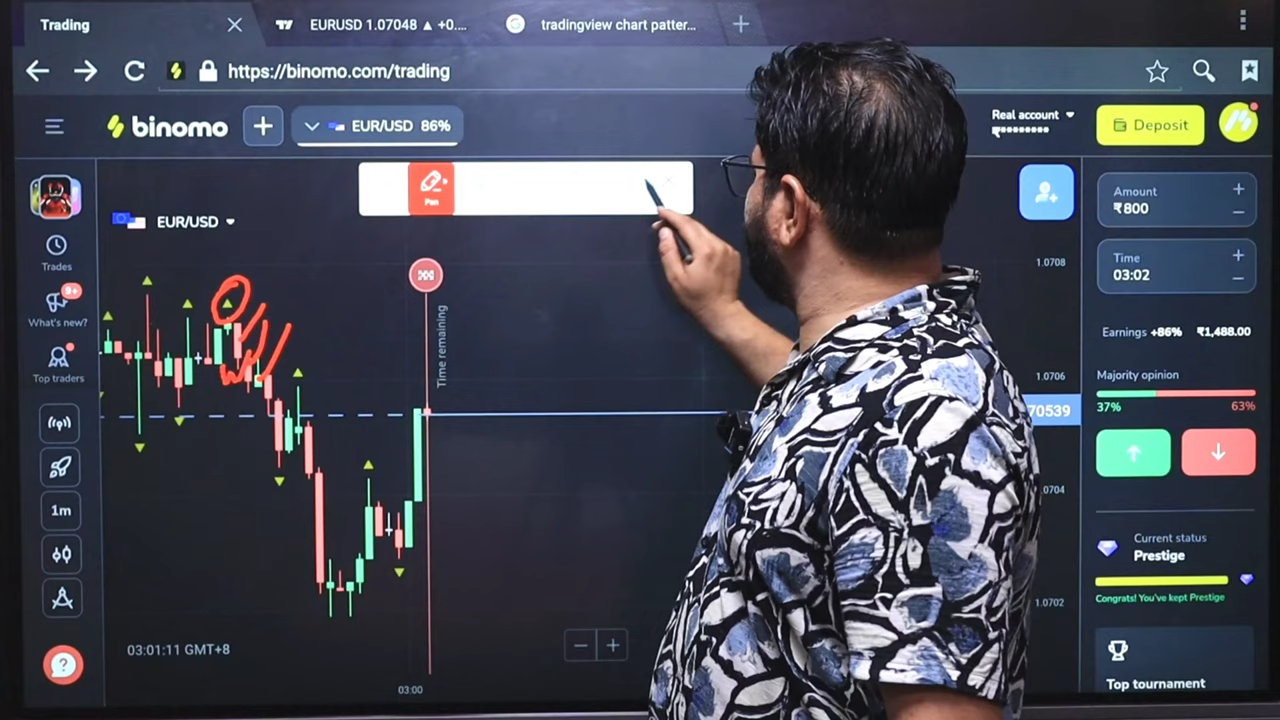 Trading
EURUSD 1.07048 ▲ +0....
tradingview chart patter...
https://binomo.com/trading
binomo
EUR/USD 86%
Real account
₹*********
Deposit
Pen
EUR/USD
Trades
9+
What's new?
Top traders
1m
Time remaining
1.0708
1.0706
70539
.0704
1.0702
Amount
₹800
Time
03:02
Earnings +86% ₹1,488.00
Majority opinion
37% 63%
Current status
Prestige
Congrats! You've kept Prestige
Top tournament
03:01:11 GMT+8
03:00